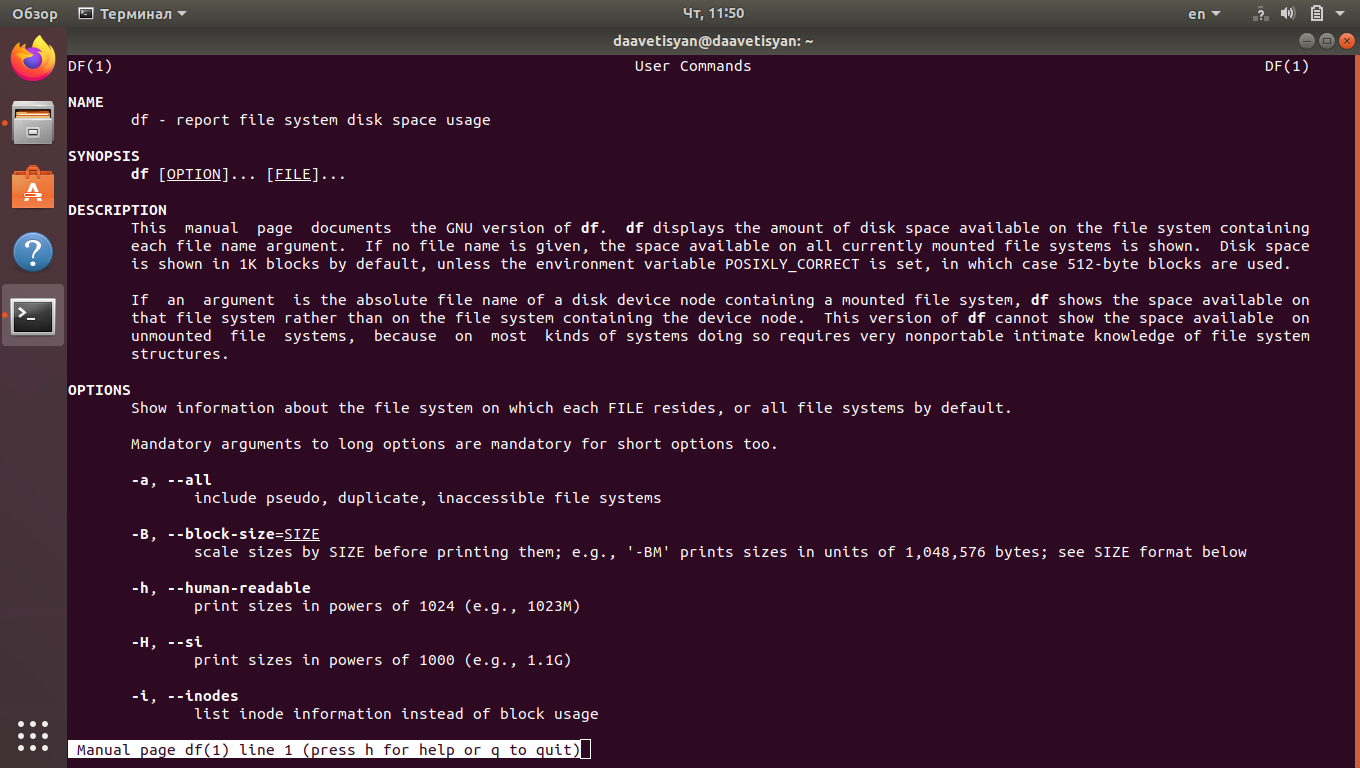 Обзор Терминал Чт, 11:50 en
daavetisyan@daavetisyan: ~
DF(1) User Commands DF(1)
NAME
df - report file system disk space usage
SYNOPSIS
df [OPTION]... [FILE]...
DESCRIPTION
This manual page documents the GNU version of df. df displays the amount of disk space available on the file system containing
each file name argument. If no file name is given, the space available on all currently mounted file systems is shown. Disk space
is shown in 1K blocks by default, unless the environment variable POSIXLY_CORRECT is set, in which case 512-byte blocks are used.
If an argument is the absolute file name of a disk device node containing a mounted file system, df shows the space available on
that file system rather than on the file system containing the device node. This version of df cannot show the space available on
unmounted file systems, because on most kinds of systems doing so requires very nonportable intimate knowledge of file system
structures.
OPTIONS
Show information about the file system on which each FILE resides, or all file systems by default.
Mandatory arguments to long options are mandatory for short options too.
-a, --all
include pseudo, duplicate, inaccessible file systems
-B, --block-size=SIZE
scale sizes by SIZE before printing them; e.g., '-BM' prints sizes in units of 1,048,576 bytes; see SIZE format below
-h, --human-readable
print sizes in powers of 1024 (e.g., 1023M)
-H, --si
print sizes in powers of 1000 (e.g., 1.1G)
-i, --inodes
list inode information instead of block usage
Manual page df(1) line 1 (press h for help or q to quit)